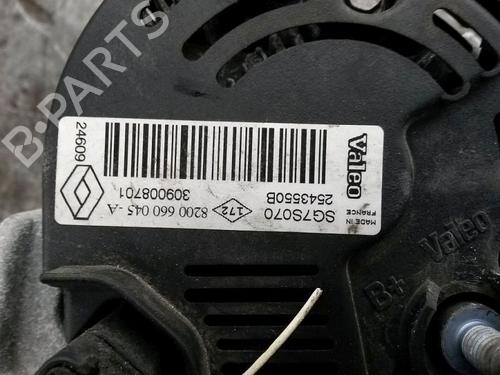 Valeo
MADE IN
FRANCE
SG7S070
2543550B
172
8200 660 045 -A
309008701
24609
B+ Valeo
B-PARTS